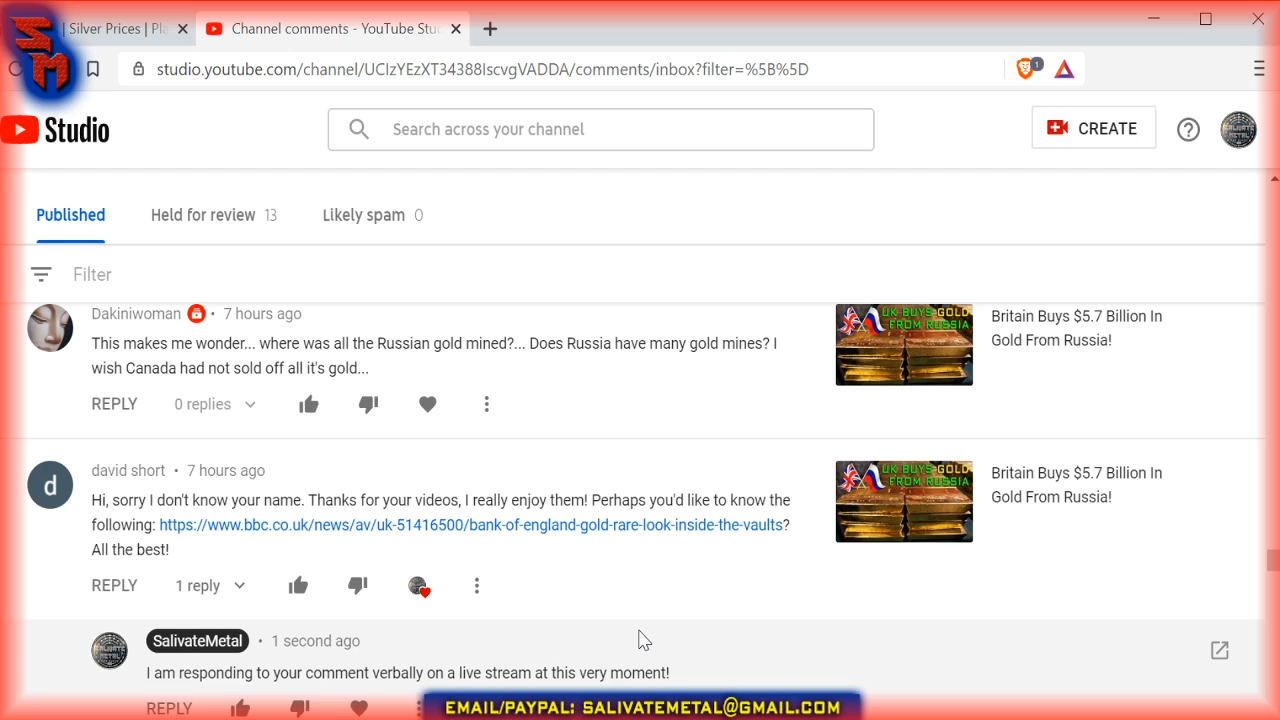 SM
| Silver Prices | Pla
Channel comments - YouTube Stu
studio.youtube.com/channel/UCIzYEzXT34388IscvgVADDA/comments/inbox?filter=%5B%5D
1
Studio
Search across your channel
CREATE
SALIVATE METAL
Published
Held for review 13
Likely spam 0
Filter
Dakiniwoman • 7 hours ago
This makes me wonder... where was all the Russian gold mined?... Does Russia have many gold mines? I
wish Canada had not sold off all it's gold...
REPLY
0 replies
UK BUYS GOLD
FROM RUSSIA
Britain Buys $5.7 Billion In
Gold From Russia!
d
david short • 7 hours ago
Hi, sorry I don't know your name. Thanks for your videos, I really enjoy them! Perhaps you'd like to know the
following: https://www.bbc.co.uk/news/av/uk-51416500/bank-of-england-gold-rare-look-inside-the-vaults?
All the best!
REPLY
1 reply
UK BUYS GOLD
FROM RUSSIA
Britain Buys $5.7 Billion In
Gold From Russia!
SALIVATE METAL
SalivateMetal • 1 second ago
I am responding to your comment verbally on a live stream at this very moment!
REPLY
EMAIL/PAYPAL: SALIVATEMETAL@GMAIL.COM